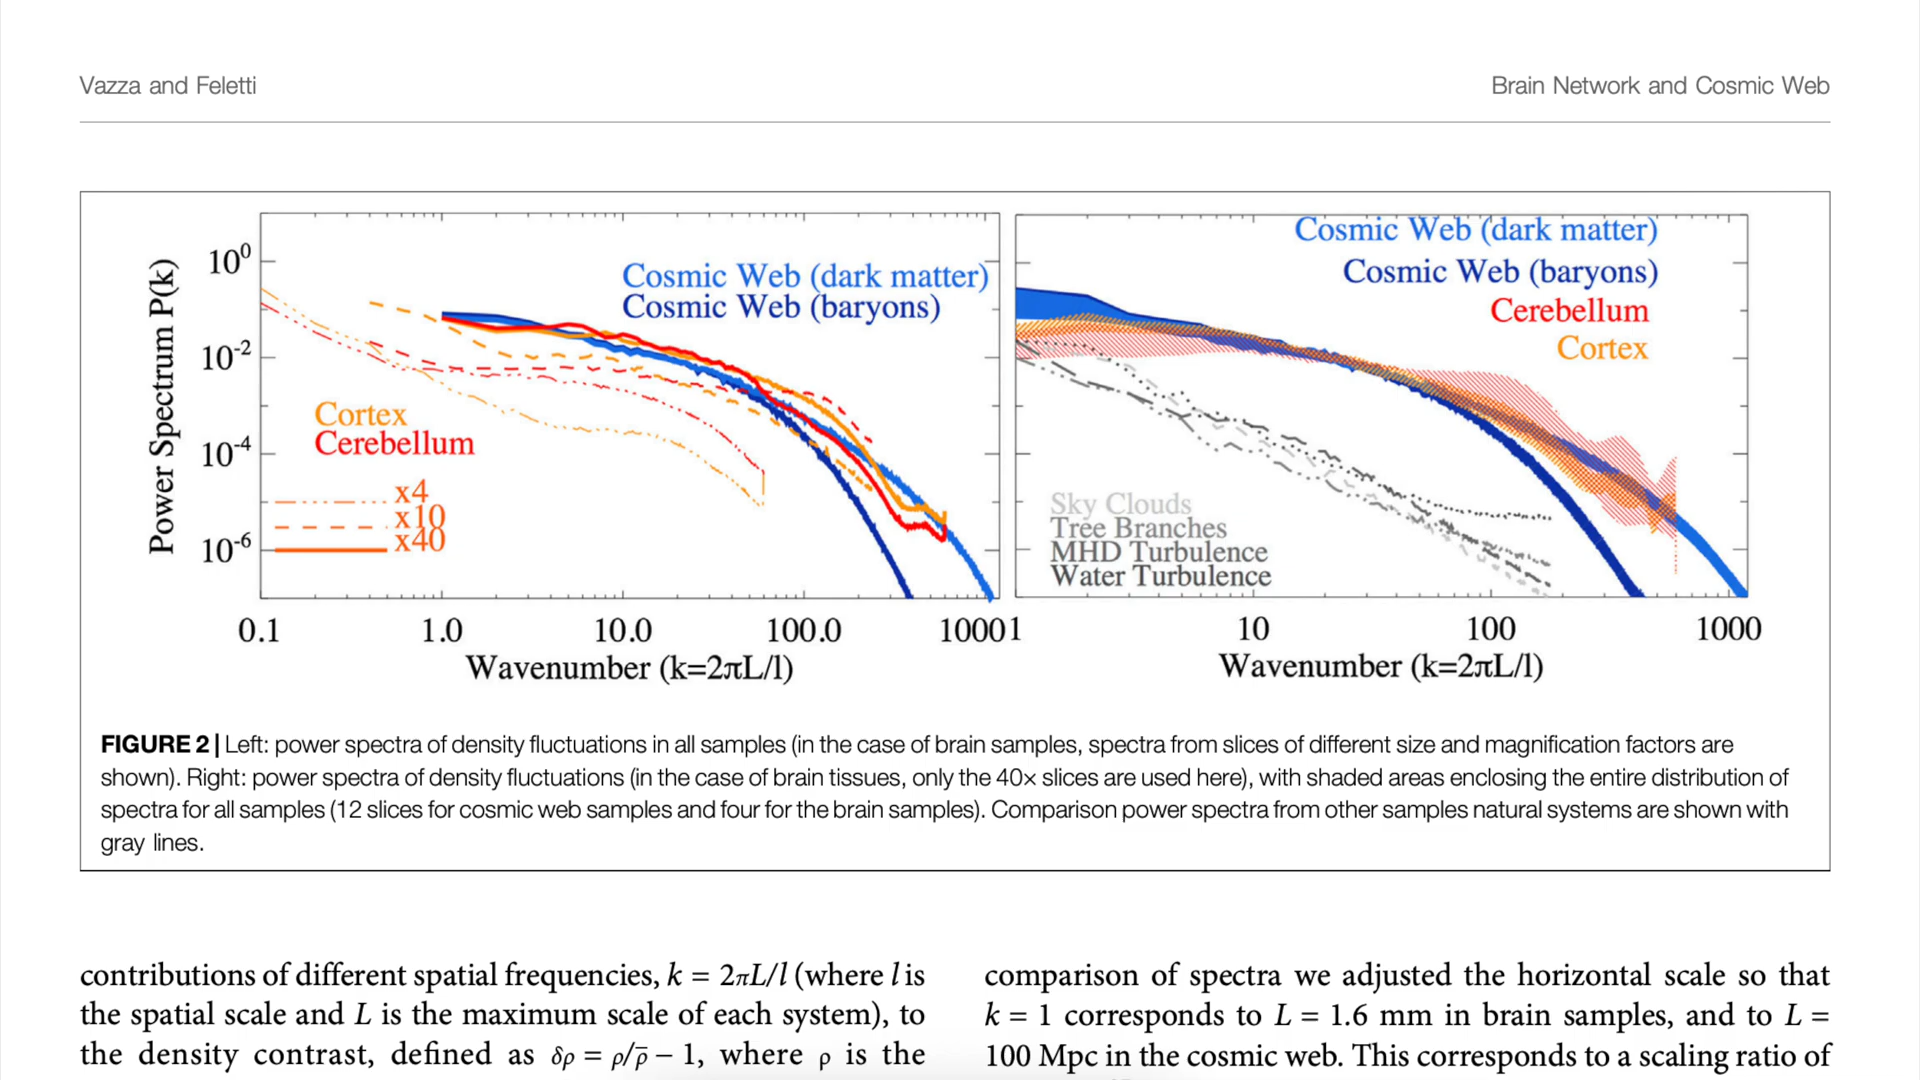 Vazza and Feletti
Brain Network and Cosmic Web
Power Spectrum P(k)
10⁰
10⁻²
10⁻⁴
10⁻⁶
Cosmic Web (dark matter)
Cosmic Web (baryons)
Cortex
Cerebellum
x4
x10
x40
0.1
1.0
10.0
100.0
1000
Wavenumber (k=2πL/l)
Cosmic Web (dark matter)
Cosmic Web (baryons)
Cerebellum
Cortex
Sky Clouds
Tree Branches
MHD Turbulence
Water Turbulence
1
10
100
1000
Wavenumber (k=2πL/l)
FIGURE 2 | Left: power spectra of density fluctuations in all samples (in the case of brain samples, spectra from slices of different size and magnification factors are
shown). Right: power spectra of density fluctuations (in the case of brain tissues, only the 40× slices are used here), with shaded areas enclosing the entire distribution of
spectra for all samples (12 slices for cosmic web samples and four for the brain samples). Comparison power spectra from other samples natural systems are shown with
gray lines.
contributions of different spatial frequencies, k = 2πL/l (where l is
the spatial scale and L is the maximum scale of each system), to
the density contrast, defined as δρ = ρ/ρ̄ − 1, where ρ is the
comparison of spectra we adjusted the horizontal scale so that
k = 1 corresponds to L = 1.6 mm in brain samples, and to L =
100 Mpc in the cosmic web. This corresponds to a scaling ratio of